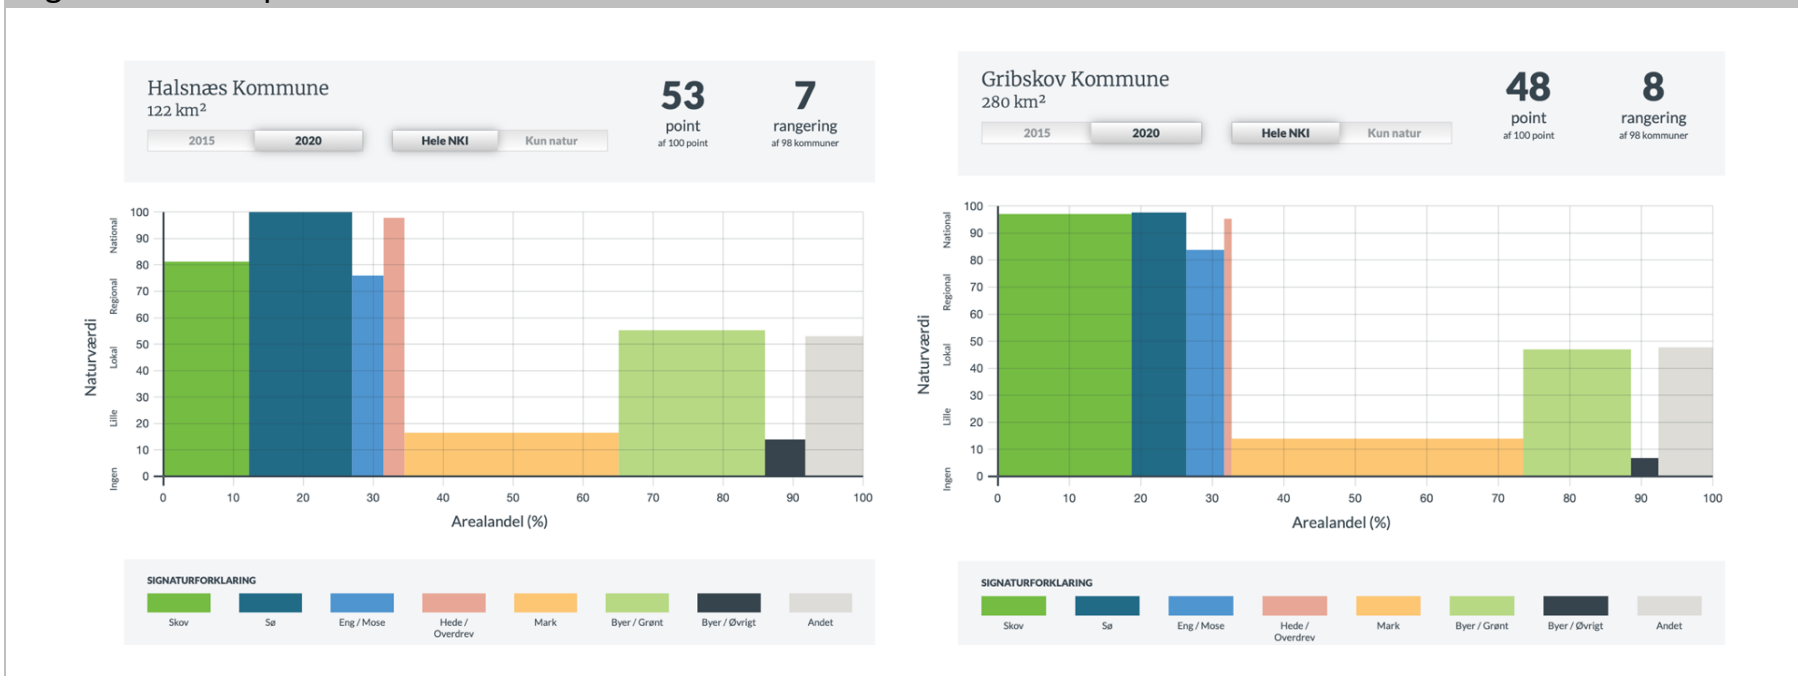 Halsnæs Kommune
122 km²
2015
2020
Hele NKI
Kun natur
53
point
af 100 point
7
rangering
af 98 kommuner
100
90
80
70
60
50
40
30
20
10
0
National
Regional
Lokal
Lille
Ingen
Naturværdi
0 10 20 30 40 50 60 70 80 90 100
Arealandel (%)
SIGNATURFORKLARING
Skov
Sø
Eng / Mose
Hede /
Overdrev
Mark
Byer / Grønt
Byer / Øvrigt
Andet
Gribskov Kommune
280 km²
2015
2020
Hele NKI
Kun natur
48
point
af 100 point
8
rangering
af 98 kommuner
100
90
80
70
60
50
40
30
20
10
0
National
Regional
Lokal
Lille
Ingen
Naturværdi
0 10 20 30 40 50 60 70 80 90 100
Arealandel (%)
SIGNATURFORKLARING
Skov
Sø
Eng / Mose
Hede /
Overdrev
Mark
Byer / Grønt
Byer / Øvrigt
Andet